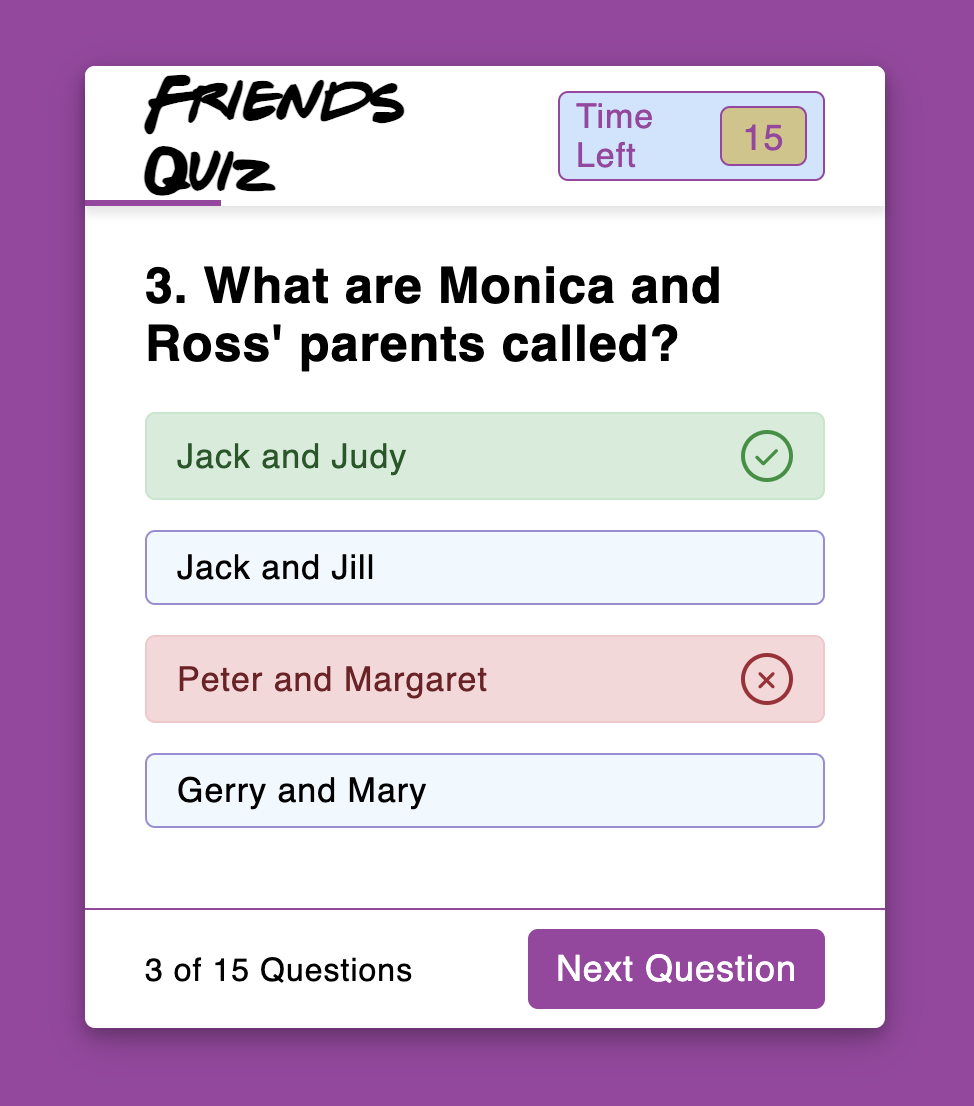 FRIENDS
QUIZ
Time
Left
15
3. What are Monica and
Ross' parents called?
Jack and Judy
Jack and Jill
Peter and Margaret
Gerry and Mary
3 of 15 Questions
Next Question